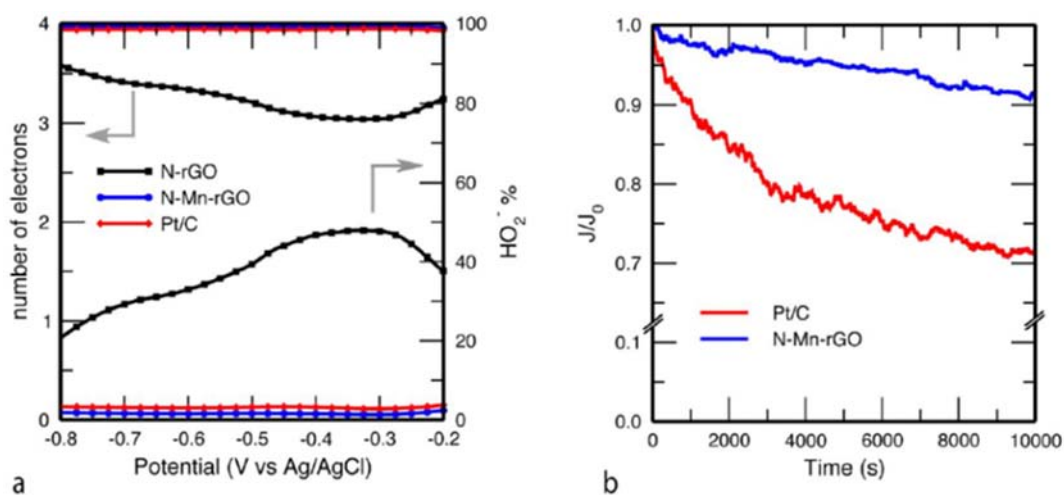 4
3
2
1
0
number of electrons
100
80
60
40
20
0
HO₂⁻ %
N-rGO
N-Mn-rGO
Pt/C
-0.8 -0.7 -0.6 -0.5 -0.4 -0.3 -0.2
Potential (V vs Ag/AgCl)
a
1.0
0.9
0.8
0.7
0.1
0.0
J/J₀
Pt/C
N-Mn-rGO
0 2000 4000 6000 8000 10000
Time (s)
b